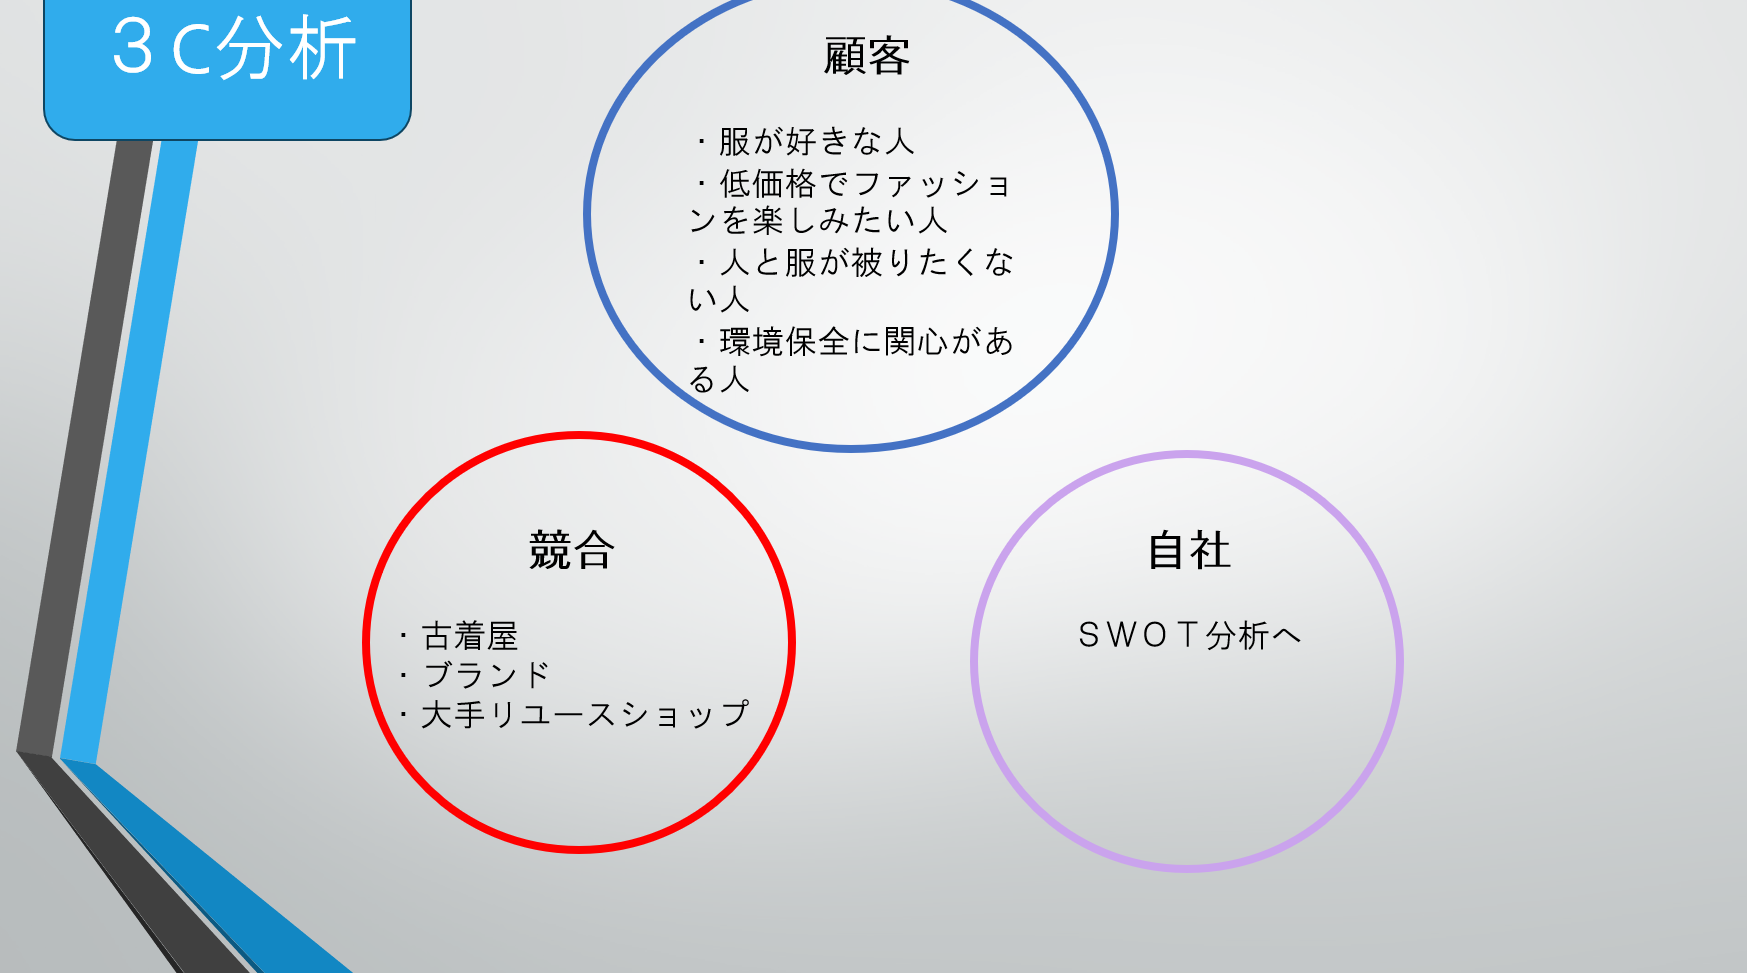 ３C分析
顧客
・服が好きな人
・低価格でファッショ
ンを楽しみたい人
・人と服が被りたくな
い人
・環境保全に関心があ
る人
競合
・古着屋
・ブランド
・大手リユースショップ
自社
ＳＷＯＴ分析へ